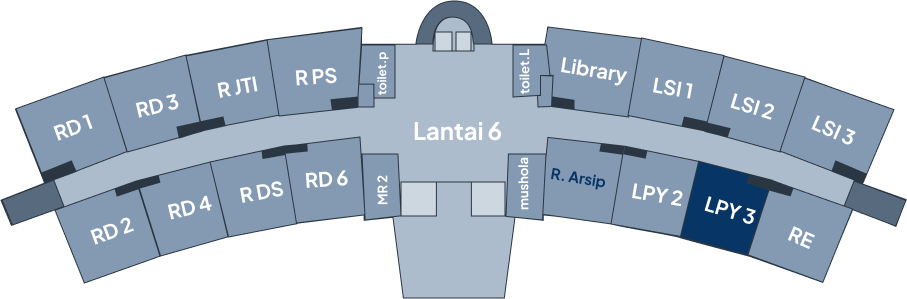 RD 1
RD 3
R JTI
R PS
toilet.p
toilet.L
Library
LSI 1
LSI 2
LSI 3
Lantai 6
RD 2
RD 4
R DS
RD 6
MR 2
mushola
R. Arsip
LPY 2
LPY 3
RE